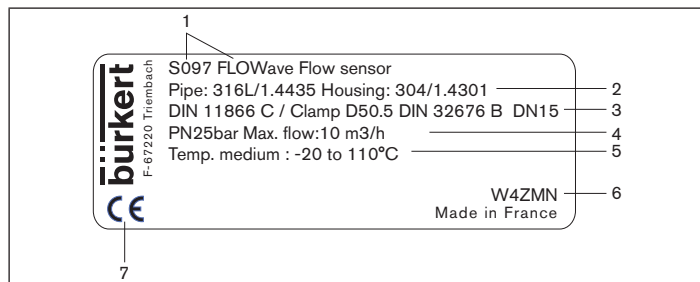 1
S097 FLOWave Flow sensor
Pipe: 316L/1.4435 Housing: 304/1.4301 2
DIN 11866 C / Clamp D50.5 DIN 32676 B DN15 3
PN25bar Max. flow:10 m3/h 4
Temp. medium : -20 to 110°C 5
W4ZMN 6
Made in France
bürkert
F-67220 Triembach
CE
7